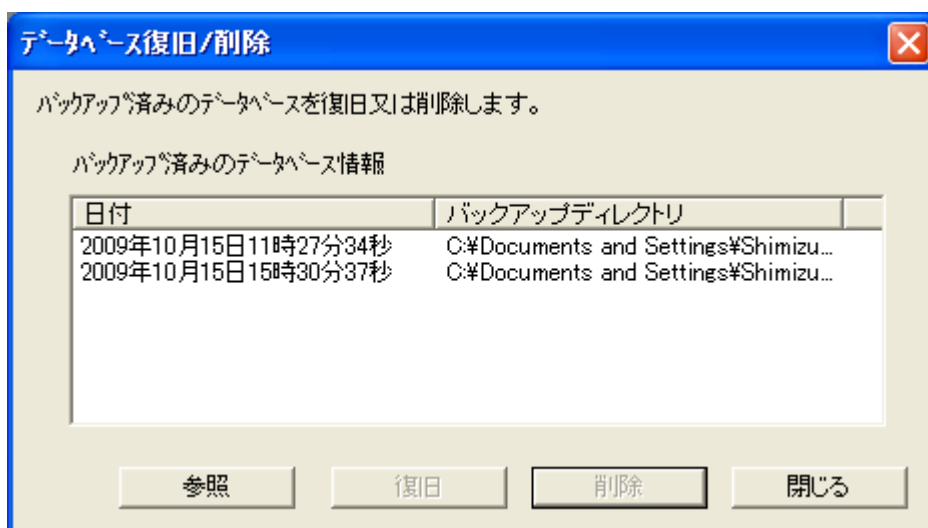 ﾃﾞｰﾀﾍﾞｰｽ復旧/削除
ﾊﾞｯｸｱｯﾌﾟ済みのﾃﾞｰﾀﾍﾞｰｽを復旧又は削除します。
ﾊﾞｯｸｱｯﾌﾟ済みのﾃﾞｰﾀﾍﾞｰｽ情報
日付 バックアップディレクトリ
2009年10月15日11時27分34秒 C:¥Documents and Settings¥Shimizu...
2009年10月15日15時30分37秒 C:¥Documents and Settings¥Shimizu...
参照 復旧 削除 閉じる